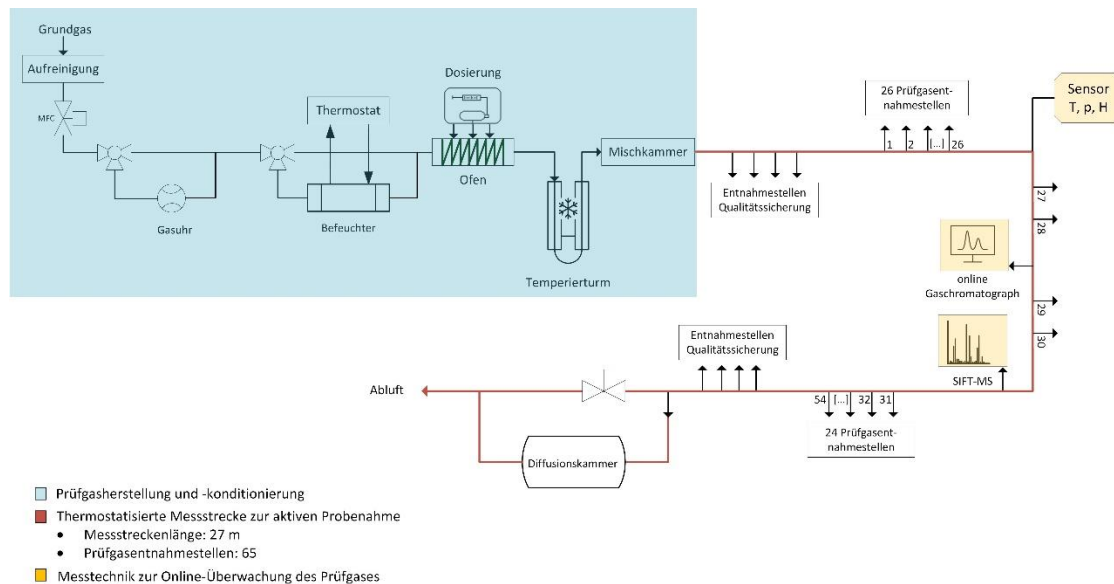 Grundgas
Aufreinigung
MFC
Gasuhr
Thermostat
Befeuchter
Dosierung
Ofen
Temperierturm
Mischkammer
Entnahmestellen
Qualitätssicherung
26 Prüfgasent-
nahmestellen
1 2 [...] 26
Sensor
T, p, H
27
28
online
Gaschromatograph
29
30
SIFT-MS
Entnahmestellen
Qualitätssicherung
54 [...] 32 31
24 Prüfgasent-
nahmestellen
Abluft
Diffusionskammer
Prüfgasherstellung und -konditionierung
Thermostatisierte Messstrecke zur aktiven Probenahme
• Messstreckenlänge: 27 m
• Prüfgasentnahmestellen: 65
Messtechnik zur Online-Überwachung des Prüfgases